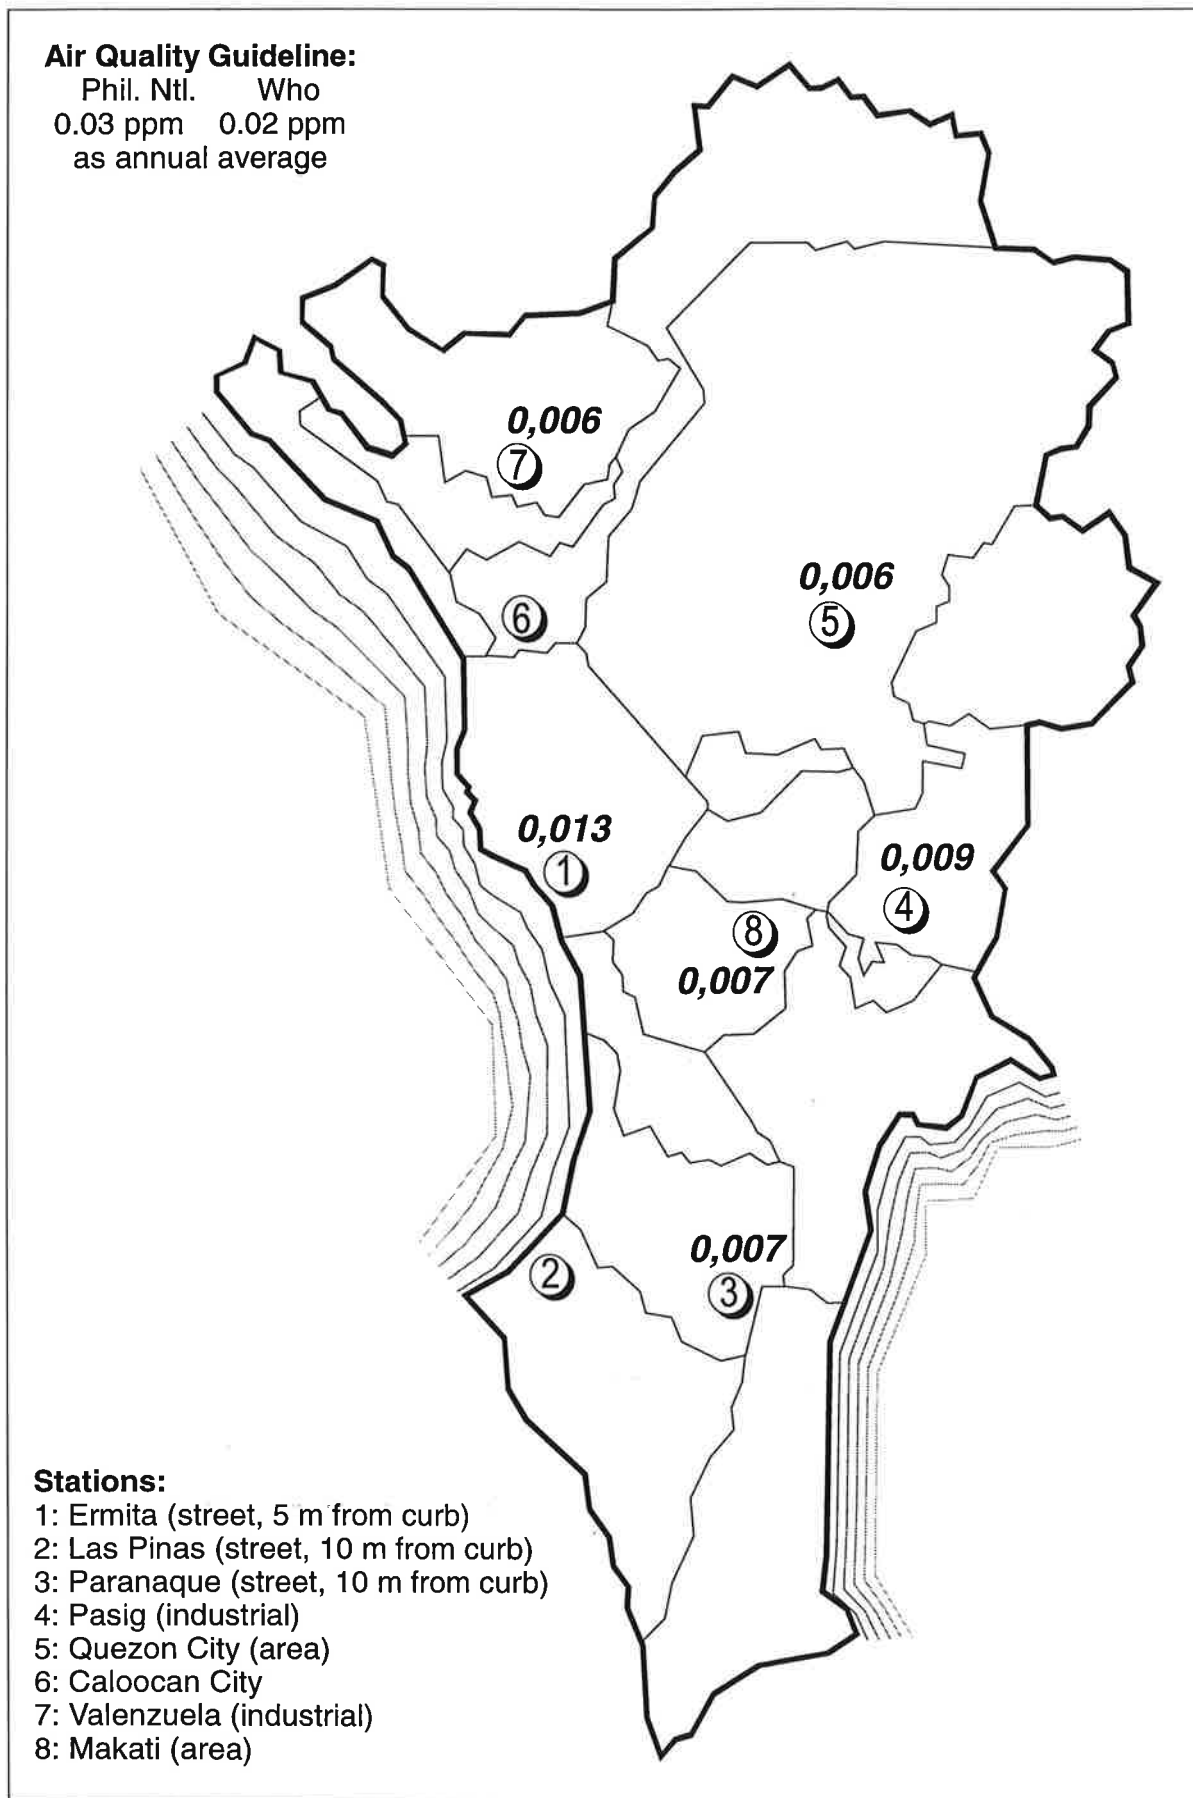 Air Quality Guideline:
Phil. Ntl. Who
0.03 ppm 0.02 ppm
as annual average
0,006
7
0,006
6
5
0,013
1
0,009
4
8
0,007
0,007
2
3
Stations:
1: Ermita (street, 5 m from curb)
2: Las Pinas (street, 10 m from curb)
3: Paranaque (street, 10 m from curb)
4: Pasig (industrial)
5: Quezon City (area)
6: Caloocan City
7: Valenzuela (industrial)
8: Makati (area)